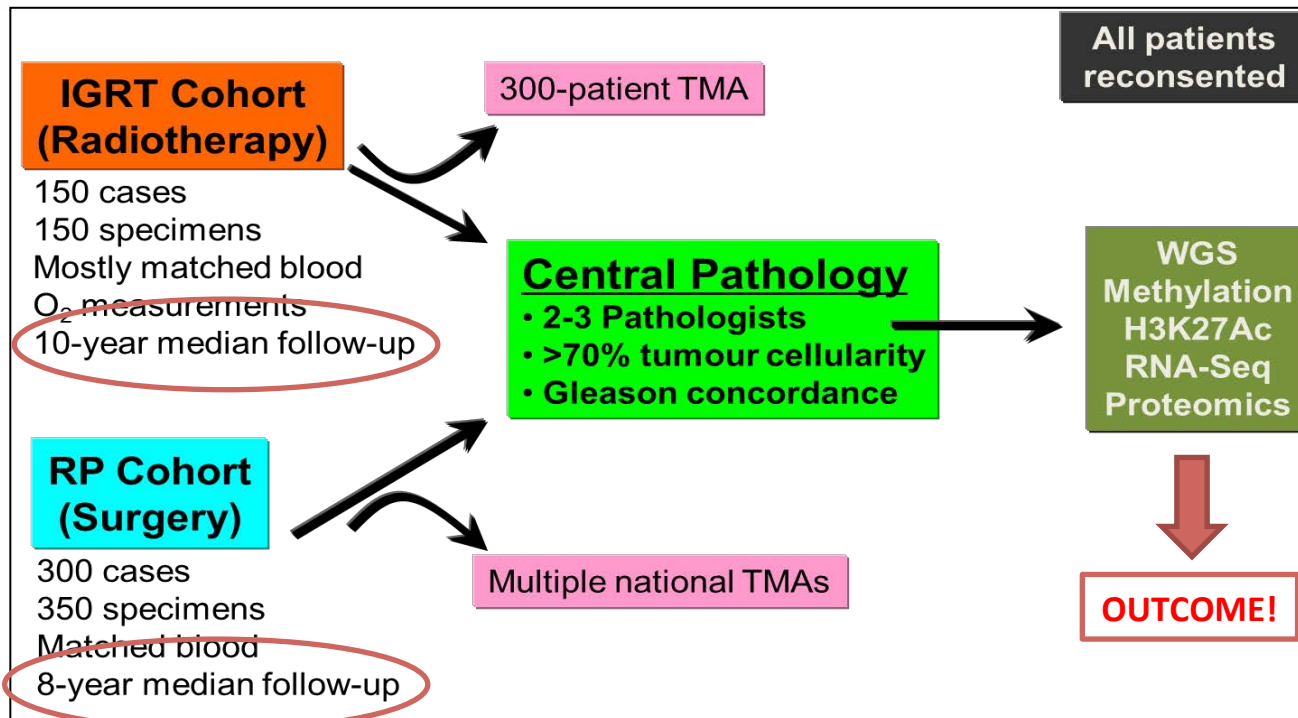 All patients
reconsented
IGRT Cohort
(Radiotherapy)
150 cases
150 specimens
Mostly matched blood
O₂ measurements
10-year median follow-up
300-patient TMA
Central Pathology
• 2-3 Pathologists
• >70% tumour cellularity
• Gleason concordance
WGS
Methylation
H3K27Ac
RNA-Seq
Proteomics
RP Cohort
(Surgery)
300 cases
350 specimens
Matched blood
8-year median follow-up
Multiple national TMAs
OUTCOME!